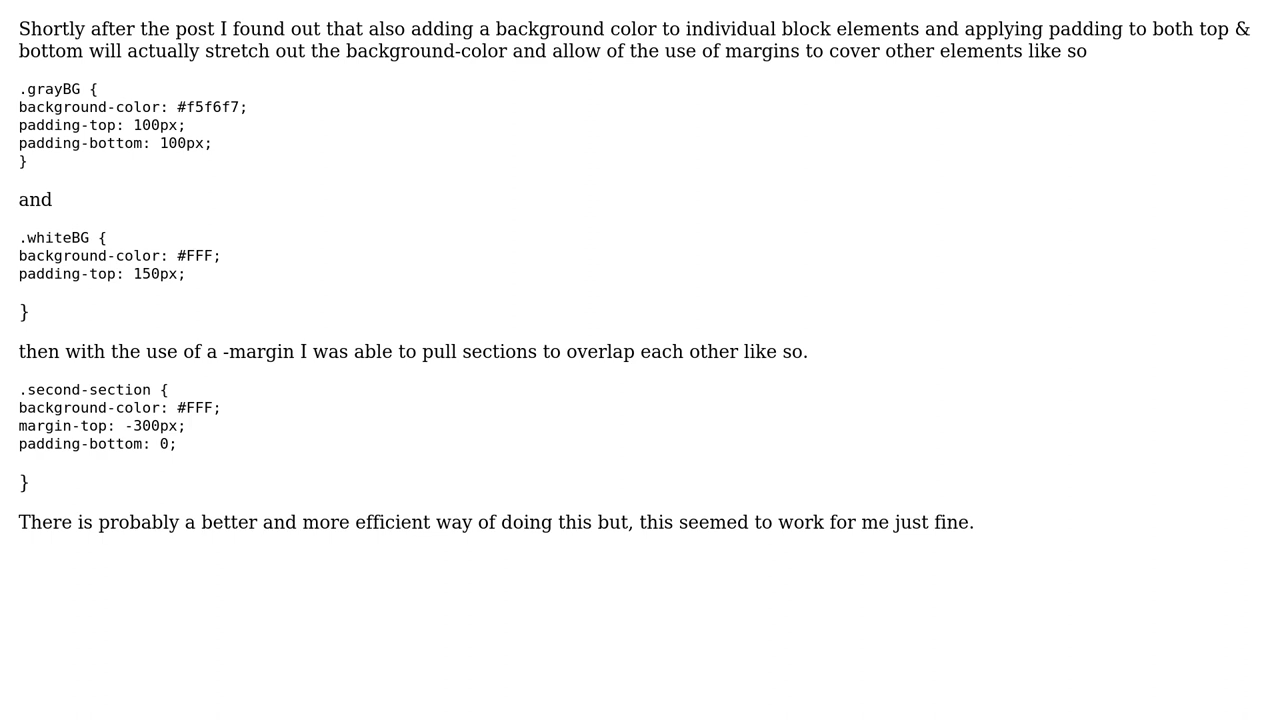 Shortly after the post I found out that also adding a background color to individual block elements and applying padding to both top &
bottom will actually stretch out the background-color and allow of the use of margins to cover other elements like so
.grayBG {
background-color: #f5f6f7;
padding-top: 100px;
padding-bottom: 100px;
}
and
.whiteBG {
background-color: #FFF;
padding-top: 150px;
}
then with the use of a -margin I was able to pull sections to overlap each other like so.
.second-section {
background-color: #FFF;
margin-top: -300px;
padding-bottom: 0;
}
There is probably a better and more efficient way of doing this but, this seemed to work for me just fine.